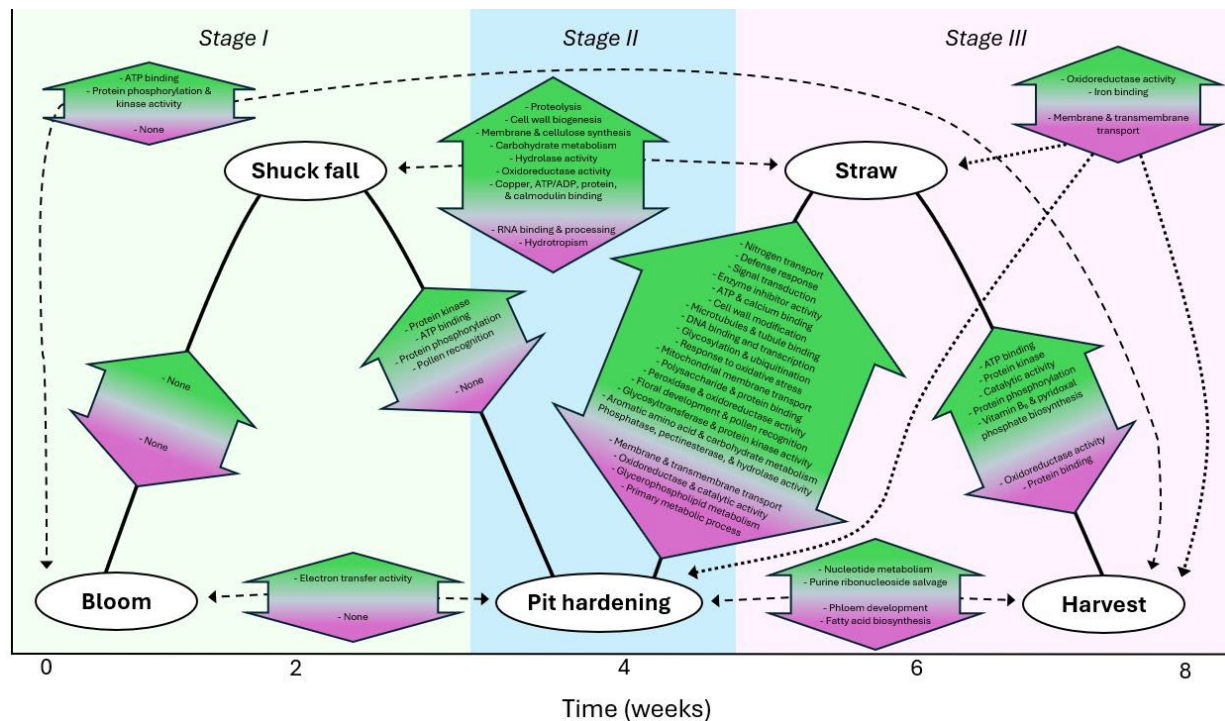 Stage I
Stage II
Stage III
- ATP binding
- Protein phosphorylation &
kinase activity
- None
- Proteolysis
- Cell wall biogenesis
- Membrane & cellulose synthesis
- Carbohydrate metabolism
- Hydrolase activity
- Oxidoreductase activity
- Copper, ATP/ADP, protein,
& calmodulin binding
- RNA binding & processing
- Hydrotropism
- Oxidoreductase activity
- Iron binding
- Membrane & transmembrane
transport
Shuck fall
Straw
- None
- None
- Protein kinase
- ATP binding
- Protein phosphorylation
- Pollen recognition
- None
- Nitrogen transport
- Defense response
- Signal transduction
- Enzyme inhibitor activity
- ATP & calcium binding
- Cell wall modification
- Microtubules & tubule binding
- DNA binding and transcription
- Glycosylation & ubiquitination
- Response to oxidative stress
- Mitochondrial membrane transport
- Polysaccharide & protein binding
- Peroxidase & oxidoreductase activity
- Floral development & pollen recognition
- Glycosyltransferase & protein kinase activity
- Aromatic amino acid & carbohydrate metabolism
Phosphatase, pectinesterase, & hydrolase activity
- Membrane & transmembrane transport
- Oxidoreductase & catalytic activity
- Glycerophospholipid metabolism
- Primary metabolic process
- ATP binding
- Protein kinase
- Catalytic activity
- Protein phosphorylation
- Vitamin B₆ & pyridoxal
phosphate biosynthesis
- Oxidoreductase activity
- Protein binding
Bloom
- Electron transfer activity
- None
Pit hardening
- Nucleotide metabolism
- Purine ribonucleoside salvage
- Phloem development
- Fatty acid biosynthesis
Harvest
0
2
4
6
8
Time (weeks)